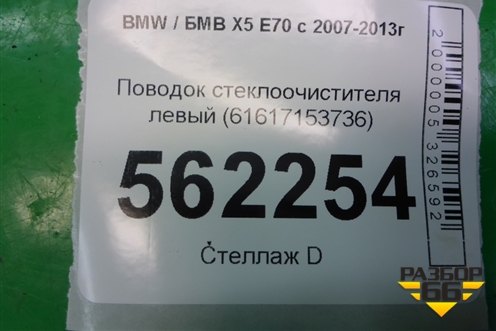 BMW / БМВ X5 E70 с 2007-2013г
Поводок стеклоочистителя
левый (61617153736)
562254
Стеллаж D
2000005326592
РАЗБОР
66